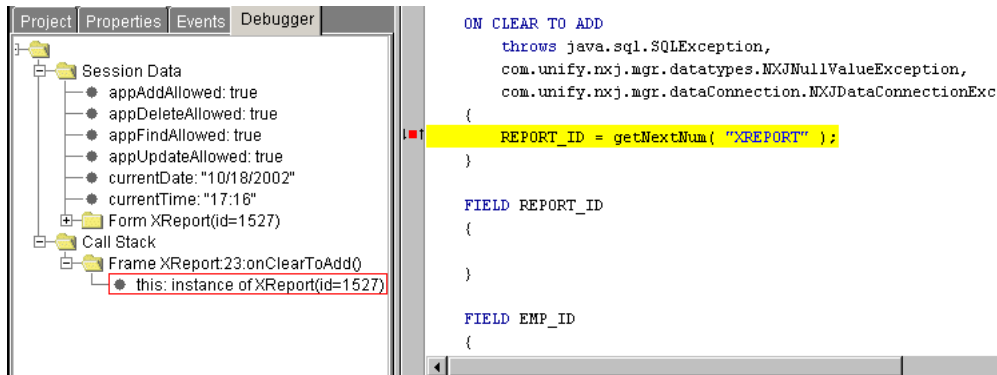 Project Properties Events Debugger
Session Data
appAddAllowed: true
appDeleteAllowed: true
appFindAllowed: true
appUpdateAllowed: true
currentDate: "10/18/2002"
currentTime: "17:16"
Form XReport(id=1527)
Call Stack
Frame XReport:23:onClearToAdd()
this: instance of XReport(id=1527)
ON CLEAR TO ADD
throws java.sql.SQLException,
com.unify.nxj.mgr.datatypes.NXJNullValueException,
com.unify.nxj.mgr.dataConnection.NXJDataConnectionExc
{
REPORT_ID = getNextNum( "XREPORT" );
}
FIELD REPORT_ID
{
}
FIELD EMP_ID
{